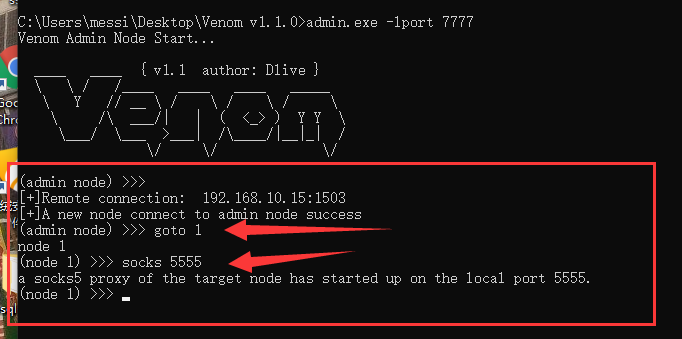 C:\Users\messi\Desktop\Venom v1.1.0>admin.exe -lport 7777
Venom Admin Node Start...
{ v1.1  author: Dlive }
Venom
(admin node) >>>
[+]Remote connection:  192.168.10.15:1503
[+]A new node connect to admin node success
(admin node) >>> goto 1
node 1
(node 1) >>> socks 5555
a socks5 proxy of the target node has started up on the local port 5555.
(node 1) >>>